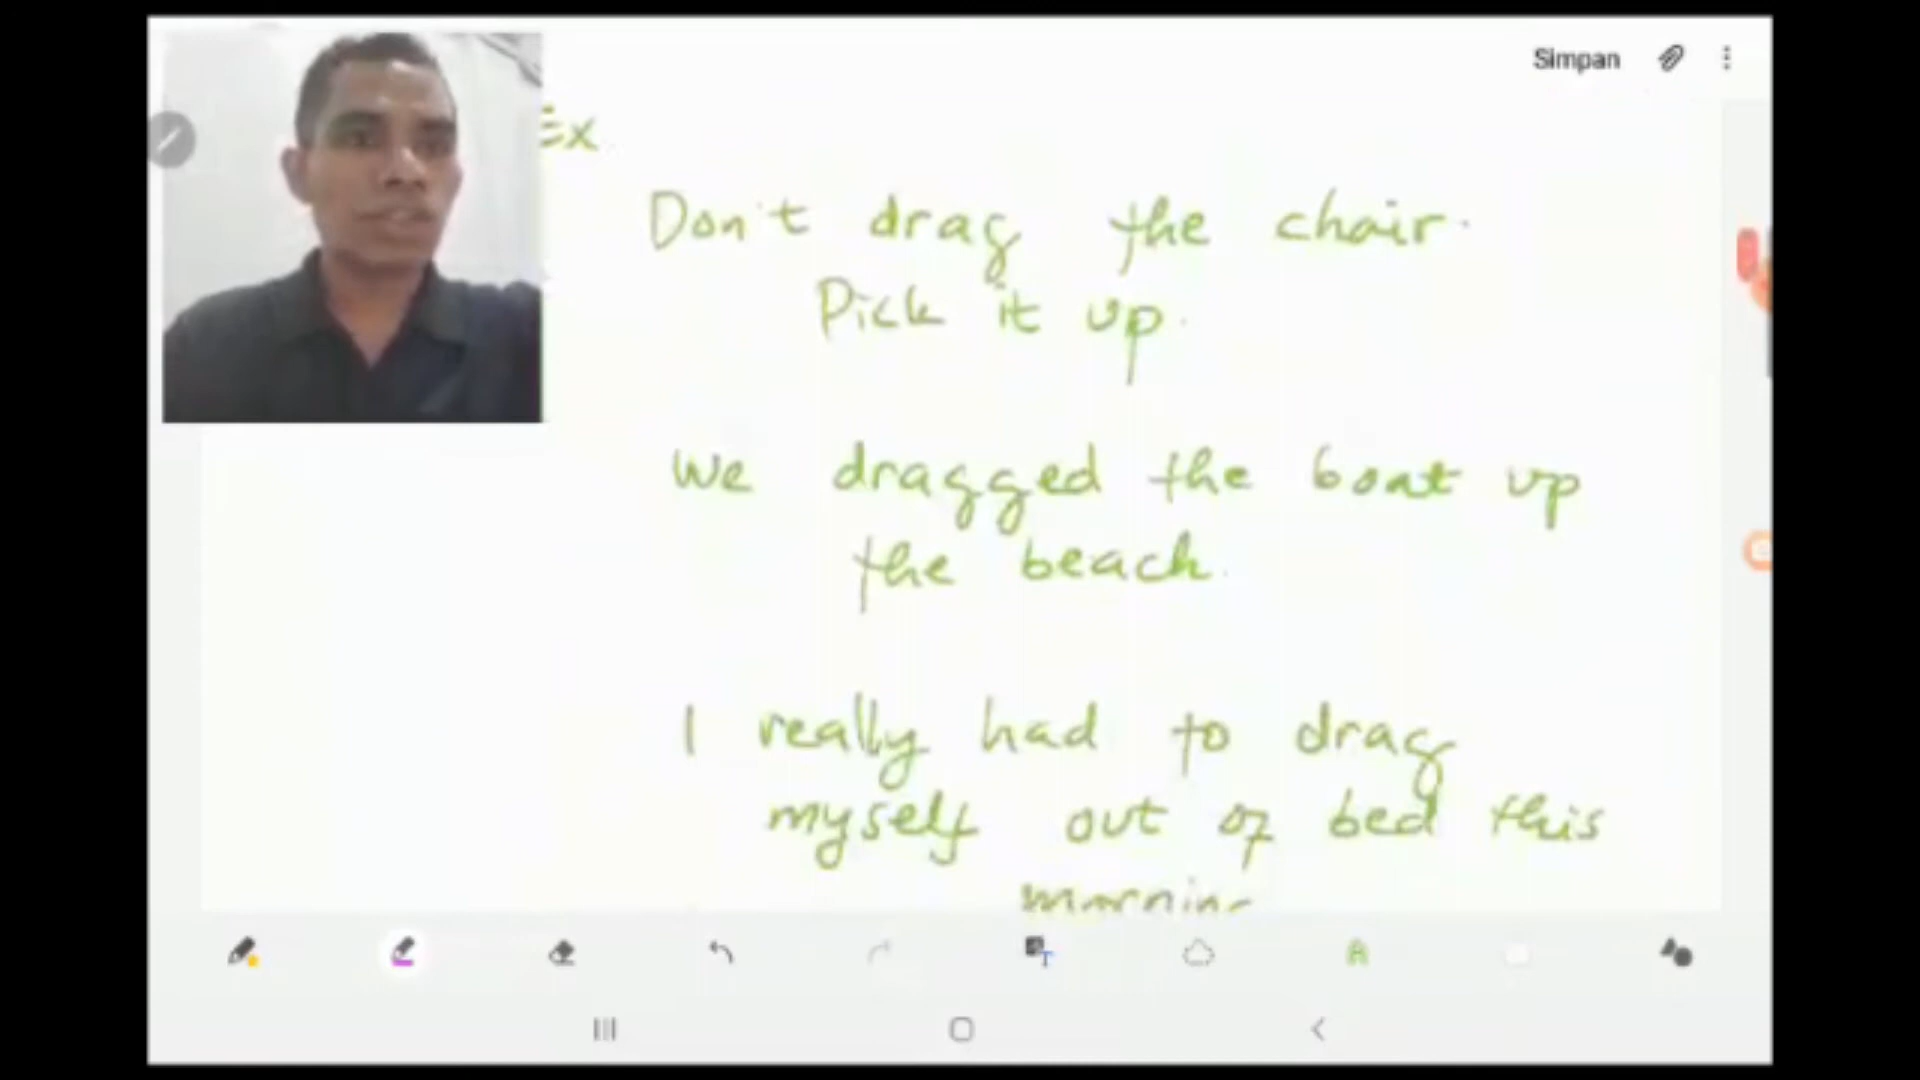 Simpan
Ex
Don't drag the chair.
Pick it up.
We dragged the boat up
the beach.
I really had to drag
myself out of bed this